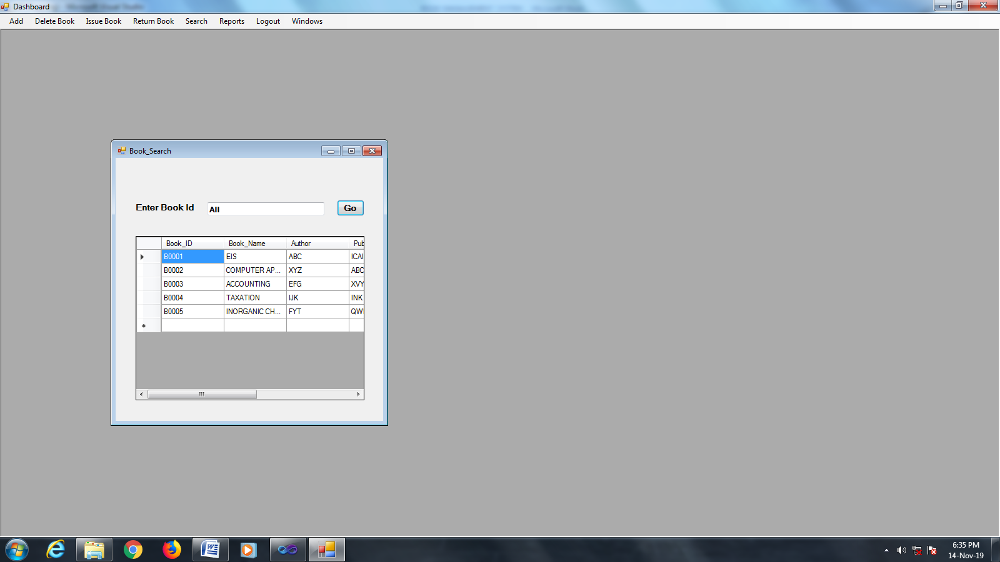 Dashboard
Add Delete Book Issue Book Return Book Search Reports Logout Windows
Book_Search
Enter Book Id All Go
Book_ID Book_Name Author Pub
B0001 EIS ABC ICAI
B0002 COMPUTER AP... XYZ ABC
B0003 ACCOUNTING EFG XVY
B0004 TAXATION IJK INK
B0005 INORGANIC CH... FYT QW
6:35 PM
14-Nov-19